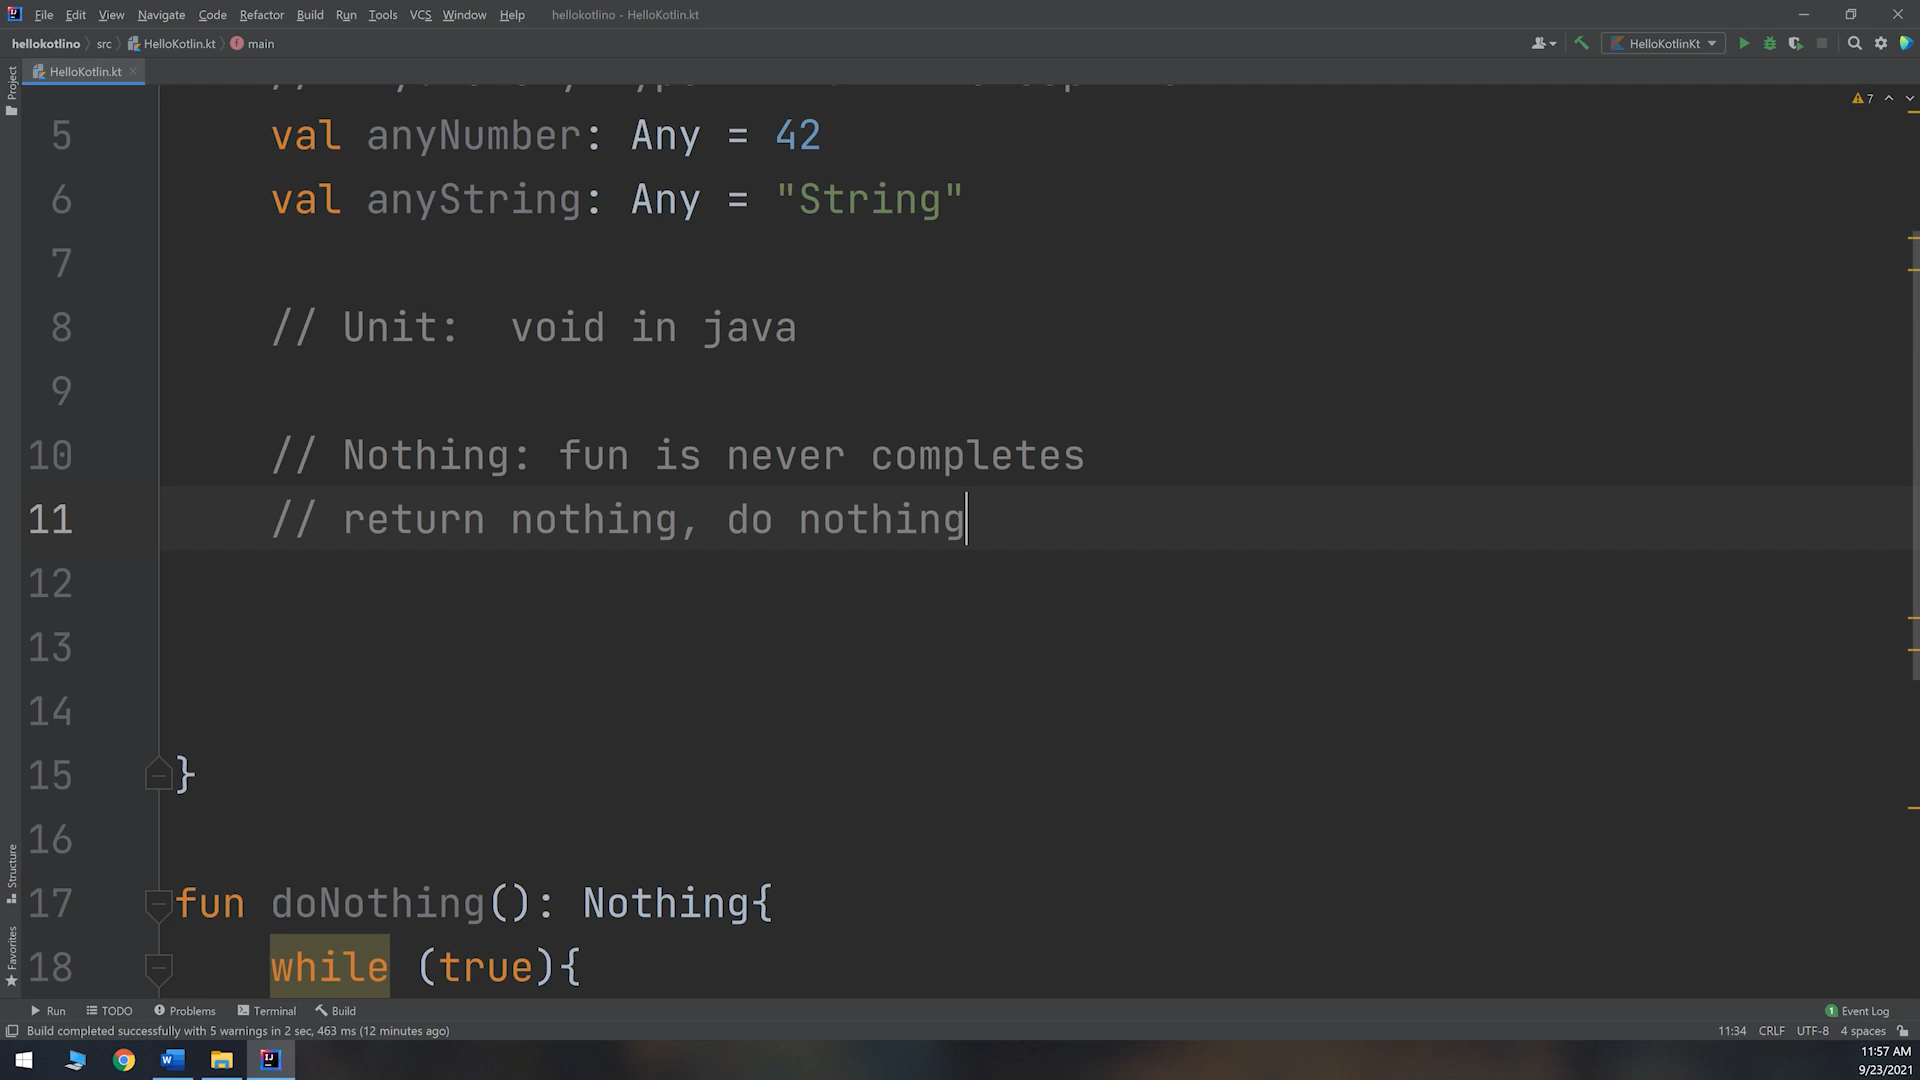 File Edit View Navigate Code Refactor Build Run Tools VCS Window Help hellokotlino - HelloKotlin.kt
hellokotlino src HelloKotlin.kt main HelloKotlinKt
HelloKotlin.kt
Project
7
5 val anyNumber: Any = 42
6 val anyString: Any = "String"
7
8 // Unit:  void in java
9
10 // Nothing: fun is never completes
11 // return nothing, do nothing
12
13
14
15 }
16
17 fun doNothing(): Nothing{
18 while (true){
Structure
Favorites
Run TODO Problems Terminal Build 1 Event Log
Build completed successfully with 5 warnings in 2 sec, 463 ms (12 minutes ago) 11:34 CRLF UTF-8 4 spaces
11:57 AM
9/23/2021